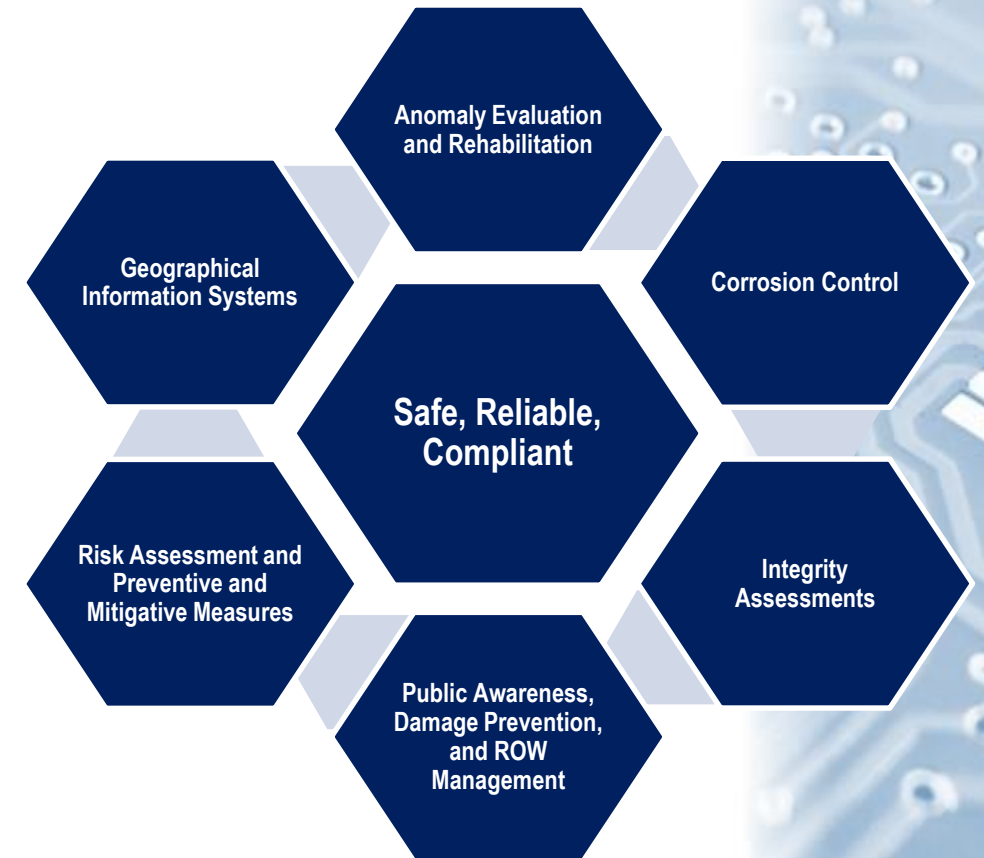 Anomaly Evaluation
and Rehabilitation
Geographical
Information Systems
Corrosion Control
Safe, Reliable,
Compliant
Risk Assessment and
Preventive and
Mitigative Measures
Integrity
Assessments
Public Awareness,
Damage Prevention,
and ROW
Management